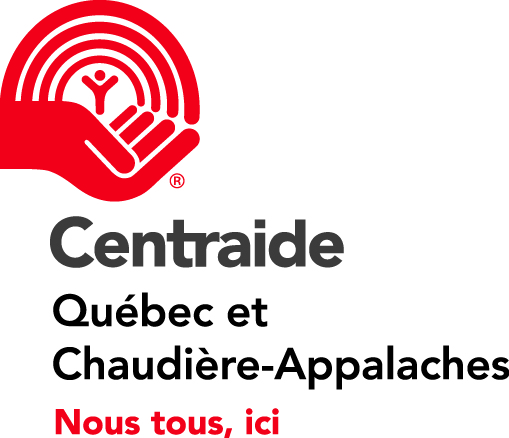 ®
Centraide
Québec et
Chaudière-Appalaches
Nous tous, ici